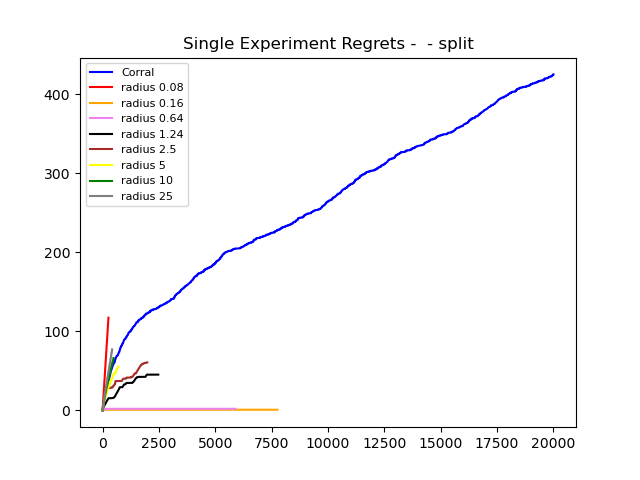 Single Experiment Regrets -  - split
Corral
radius 0.08
radius 0.16
radius 0.64
radius 1.24
radius 2.5
radius 5
radius 10
radius 25
400
300
200
100
0
0 2500 5000 7500 10000 12500 15000 17500 20000